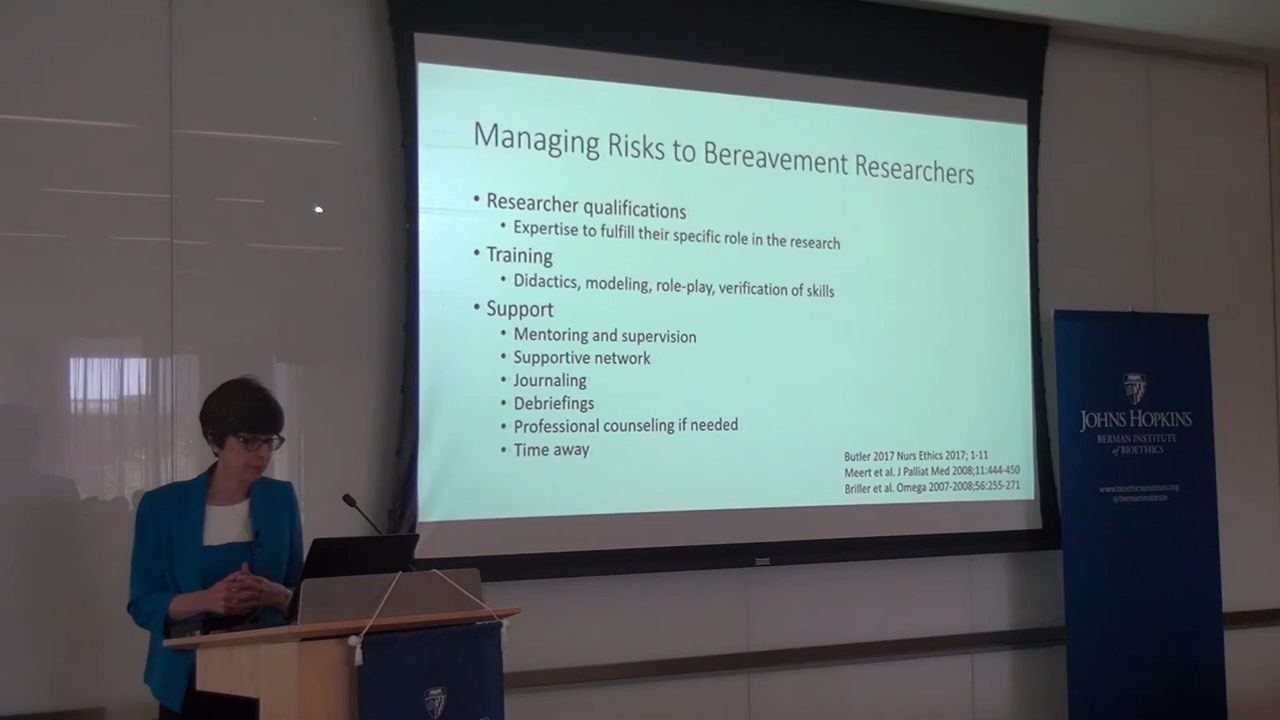 Managing Risks to Bereavement Researchers
• Researcher qualifications
• Expertise to fulfill their specific role in the research
• Training
• Didactics, modeling, role-play, verification of skills
• Support
• Mentoring and supervision
• Supportive network
• Journaling
• Debriefings
• Professional counseling if needed
• Time away
Butler 2017 Nurs Ethics 2017; 1-11
Meert et al. J Palliat Med 2008;11:444-450
Briller et al. Omega 2007-2008;56:255-271
JOHNS HOPKINS
BERMAN INSTITUTE
of BIOETHICS
@bermaninstitute